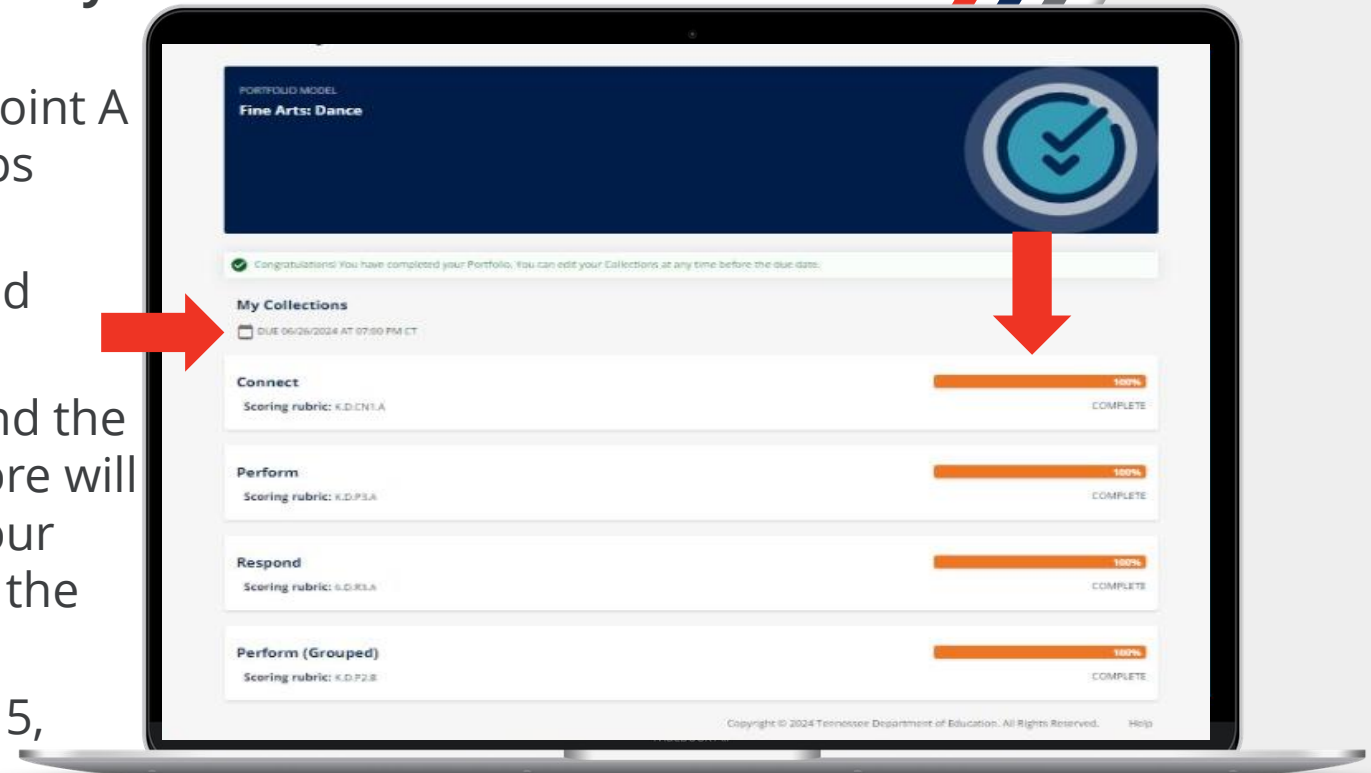 y
oint A
os
d
nd the
ore will
our
the
5,
PORTFOLIO MODEL
Fine Arts: Dance
Congratulations! You have completed your Portfolio. You can edit your Collections at any time before the due date.
My Collections
DUE 06/26/2024 AT 07:00 PM CT
Connect
100%
Scoring rubric: K.D.CN1.A
COMPLETE
Perform
100%
Scoring rubric: K.D.P3.A
COMPLETE
Respond
100%
Scoring rubric:
COMPLETE
Perform (Grouped)
100%
Scoring rubric: K.D.P2.B
COMPLETE
Copyright © 2024 Tennessee Department of Education. All Rights Reserved. Help